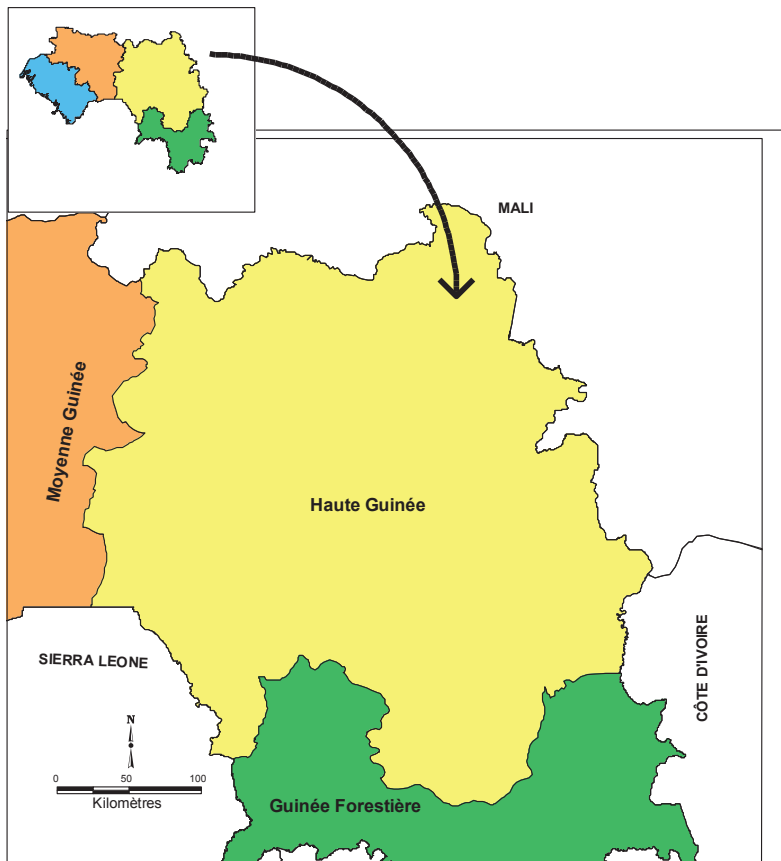 MALI
Moyenne Guinée
Haute Guinée
SIERRA LEONE
CÔTE D'IVOIRE
N
0 50 100
Kilomètres
Guinée Forestière